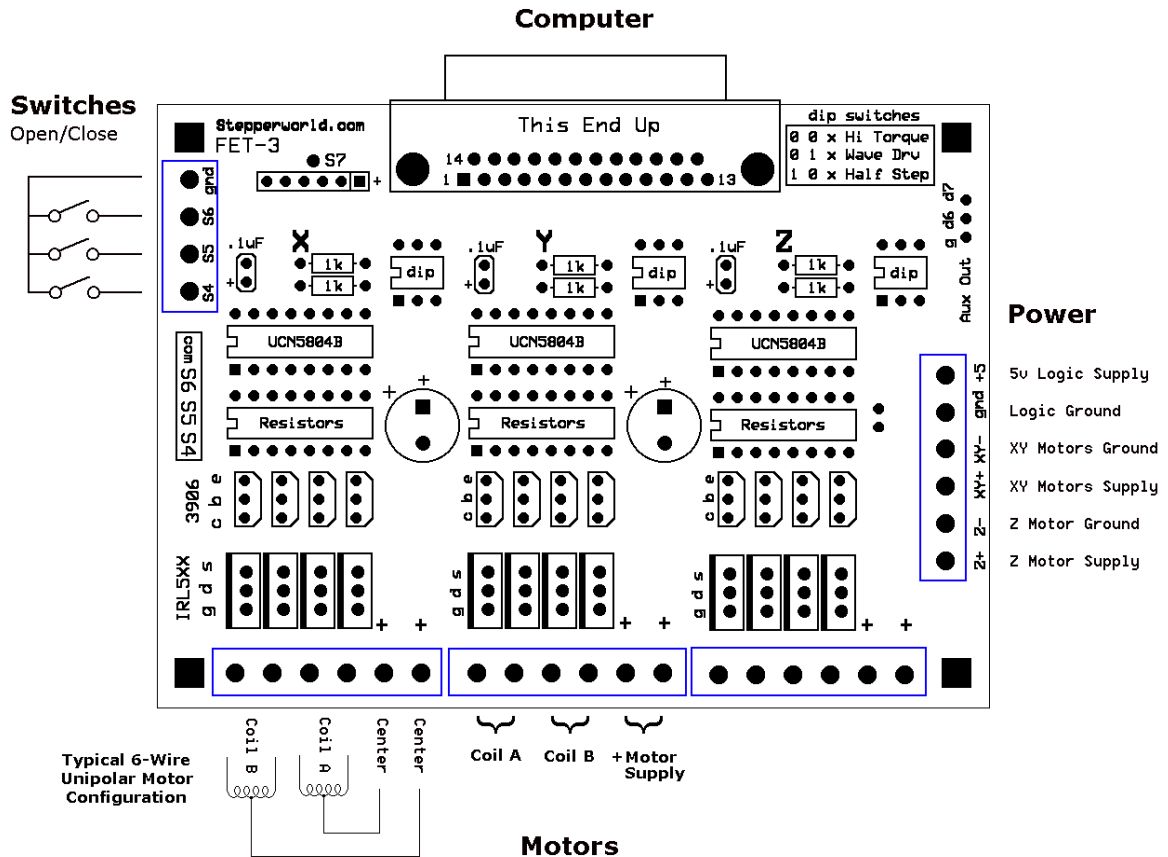 Computer
Switches
Open/Close
Stepperworld.com
FET-3
S7
+
This End Up
14
1
13
dip switches
0 0 x Hi Torque
0 1 x Wave Drv
1 0 x Half Step
gnd
S6
S5
S4
g d6 d7
Aux Out
X
.1uF
+
1k
1k
dip
Y
.1uF
+
1k
1k
dip
Z
.1uF
+
1k
1k
dip
UCN5804B
UCN5804B
UCN5804B
com S6 S5 S4
Resistors
+
+
Resistors
+
+
Resistors
Power
+5
5v Logic Supply
gnd
Logic Ground
XY-
XY Motors Ground
XY+
XY Motors Supply
Z-
Z Motor Ground
Z+
Z Motor Supply
3906
c b e
c b e
c b e
IRL5XX
g d s
g d s
g d s
+ +
+ +
+ +
Coil B
Coil A
Center
Center
Coil A
Coil B
+Motor
Supply
Typical 6-Wire
Unipolar Motor
Configuration
Motors